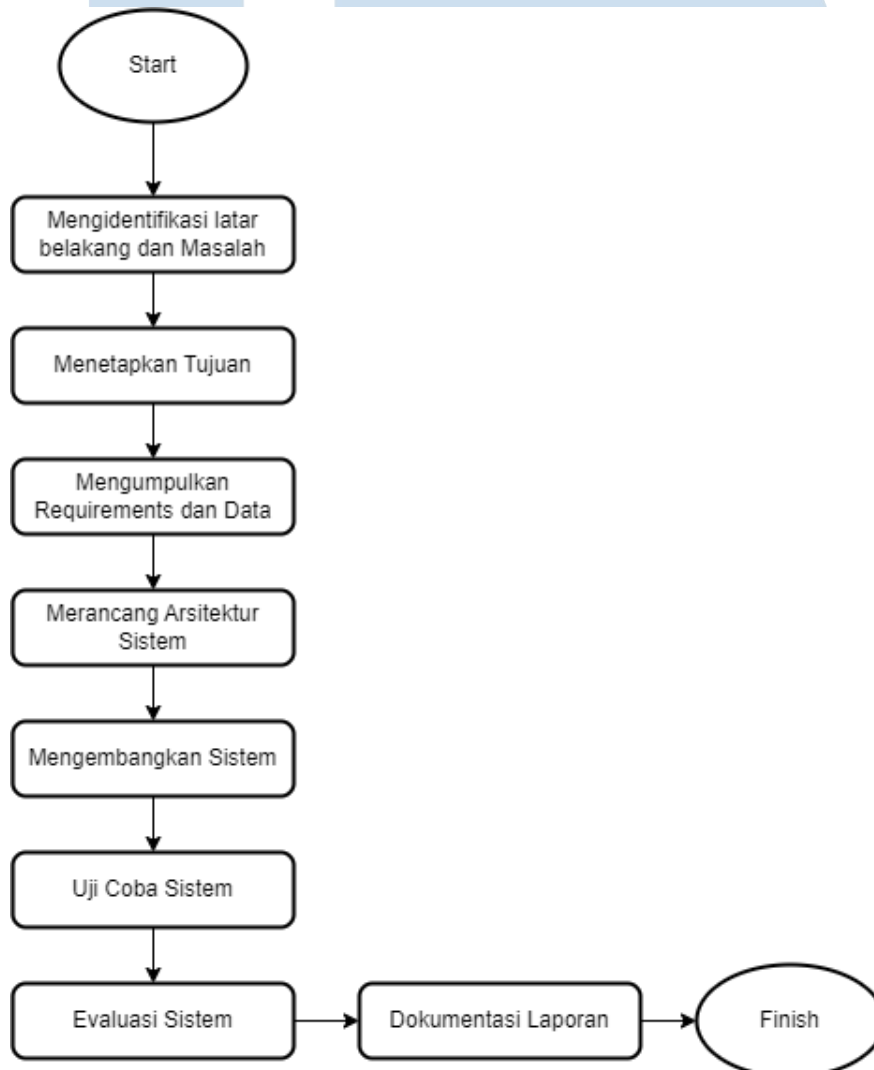 Start
Mengidentifikasi latar
belakang dan Masalah
Menetapkan Tujuan
Mengumpulkan
Requirements dan Data
Merancang Arsitektur
Sistem
Mengembangkan Sistem
Uji Coba Sistem
Evaluasi Sistem
Dokumentasi Laporan
Finish